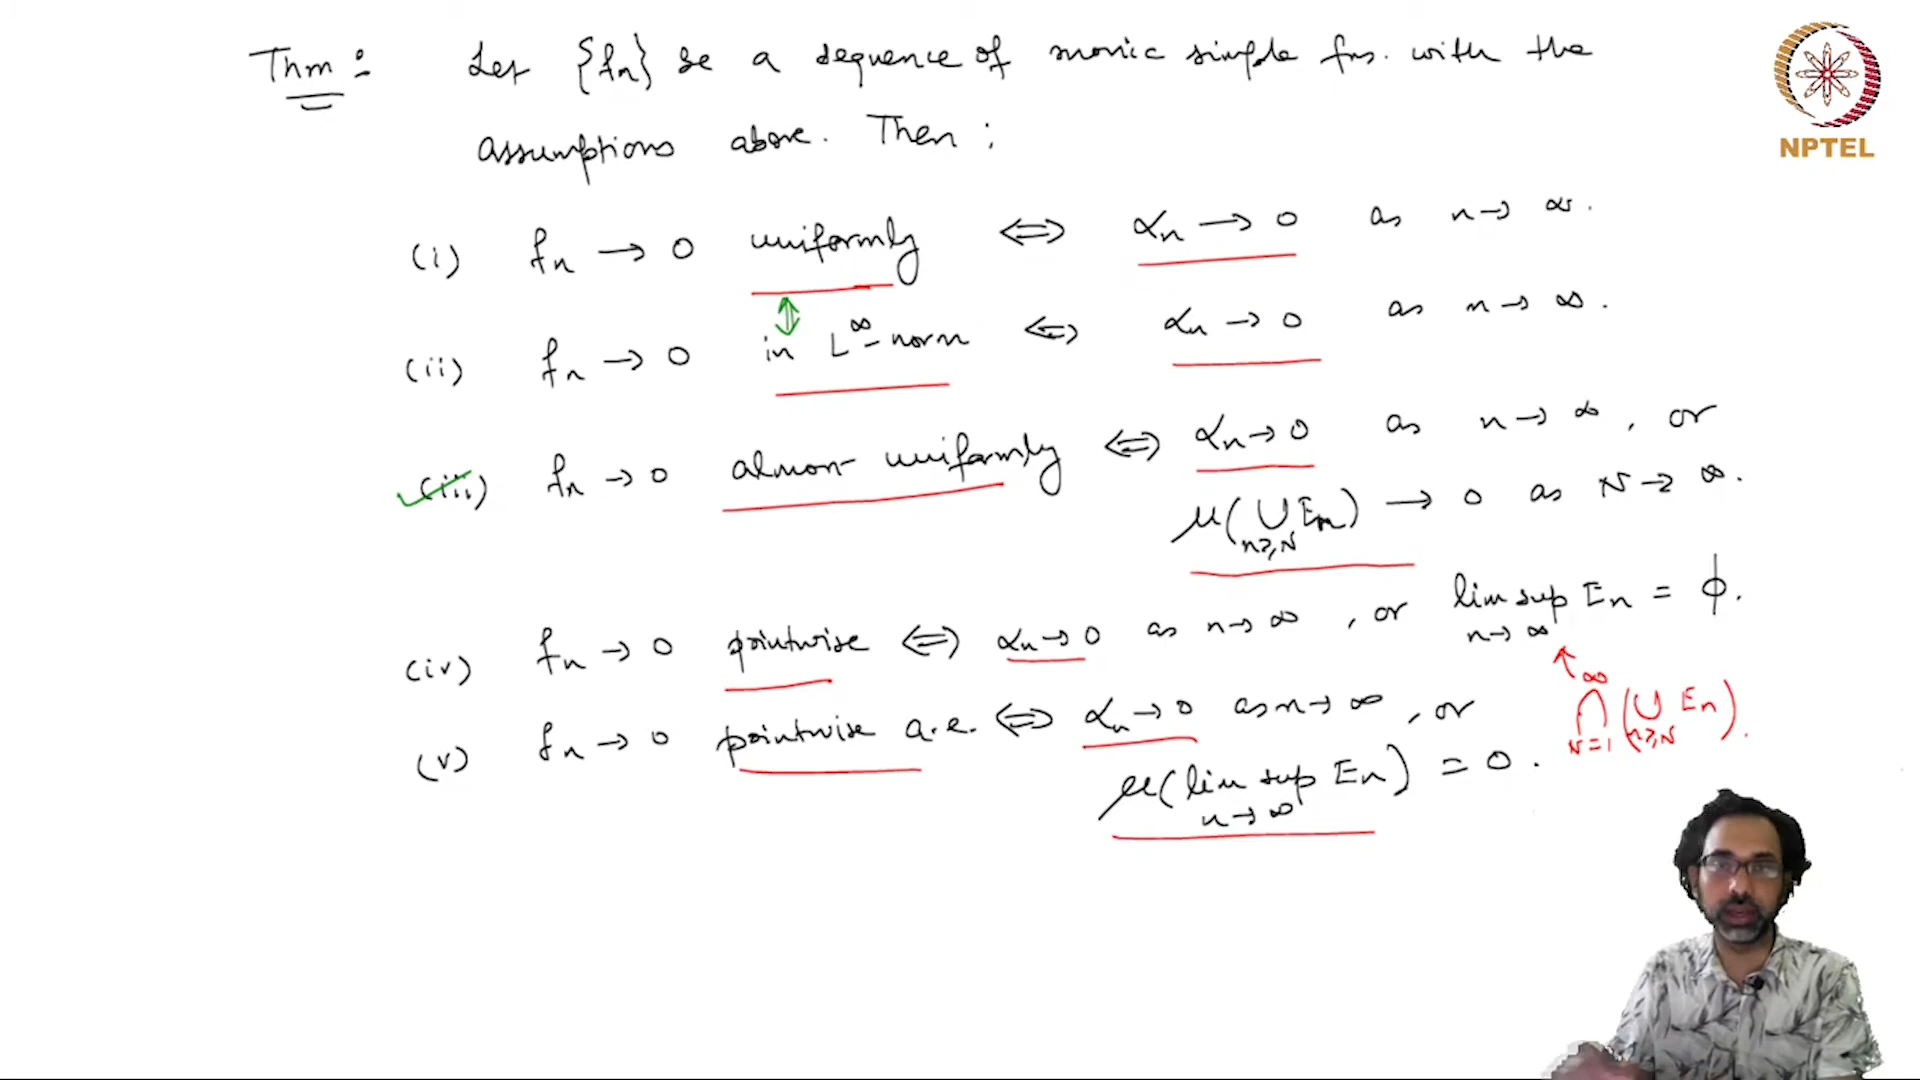 Thm: Let {fn} be a sequence of monic simple fns. with the
NPTEL
assumptions above. Then:
(i) fn → 0 uniformly ⇔ αn → 0 as n → ∞.
(ii) fn → 0 in L^∞-norm ⇔ αn → 0 as n → ∞.
(iii) fn → 0 almost uniformly ⇔ αn → 0 as n → ∞, or
μ(∪_{n≥N} En) → 0 as N → ∞.
(iv) fn → 0 pointwise ⇔ αn → 0 as n → ∞, or lim sup_{n→∞} En = ϕ.
∩_{N=1}^∞ (∪_{n≥N} En).
(v) fn → 0 pointwise a.e. ⇔ αn → 0 as n → ∞, or
μ(lim sup_{n→∞} En) = 0.